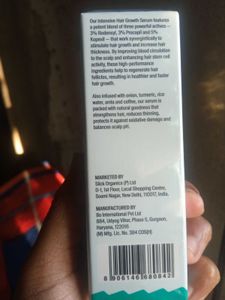 Our Intensive Hair Growth Serum features
a potent blend of three powerful actives -
3% Redensyl, 3% Procapil and 5%
Kopexil - that work synergistically to
stimulate hair growth and increase hair
thickness. By improving blood circulation
to the scalp and enhancing hair stem cell
activity, these high-performance
ingredients help to regenerate hair
follicles, resulting in healthier and faster
hair growth.
Also infused with onion, turmeric, rice
water, amla and coffee, our serum is packed
with natural goodness that
strengthens hair, reduces thinning,
protects it against oxidative damage and
balances scalp pH.
MARKETED BY
Organics (P) Ltd
1st Floor, Local Shopping Centre,
Soami Nagar, New Delhi, 110017, India.
MANUFACTURED BY
International Pvt Ltd
Udyog Vihar, Phase 5, Gurgaon,
Haryana, 122016
Mfg. Lic. No.
8 906146 680842